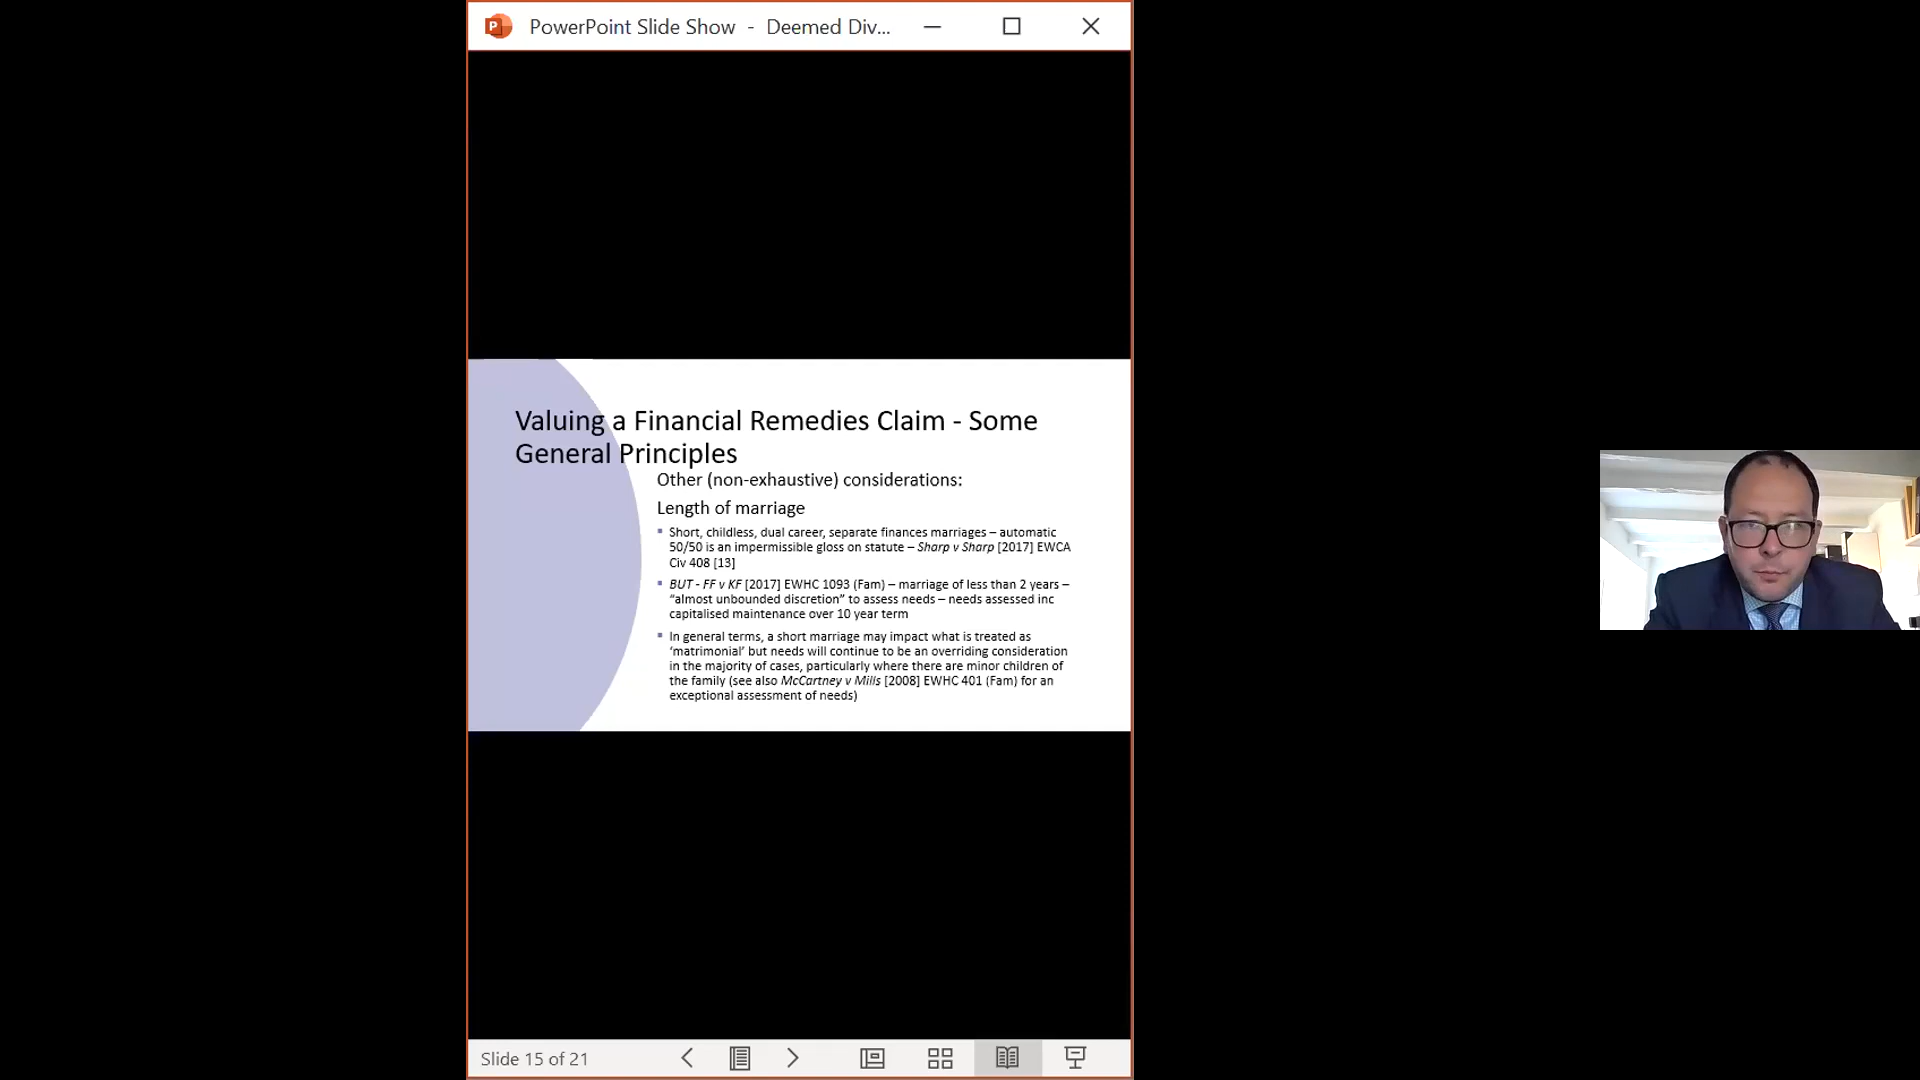 PowerPoint Slide Show - Deemed Div...
Valuing a Financial Remedies Claim - Some
General Principles
Other (non-exhaustive) considerations:
Length of marriage
▪ Short, childless, dual career, separate finances marriages – automatic
50/50 is an impermissible gloss on statute – Sharp v Sharp [2017] EWCA
Civ 408 [13]
▪ BUT - FF v KF [2017] EWHC 1093 (Fam) – marriage of less than 2 years –
“almost unbounded discretion” to assess needs – needs assessed inc
capitalised maintenance over 10 year term
▪ In general terms, a short marriage may impact what is treated as
‘matrimonial’ but needs will continue to be an overriding consideration
in the majority of cases, particularly where there are minor children of
the family (see also McCartney v Mills [2008] EWHC 401 (Fam) for an
exceptional assessment of needs)
Slide 15 of 21